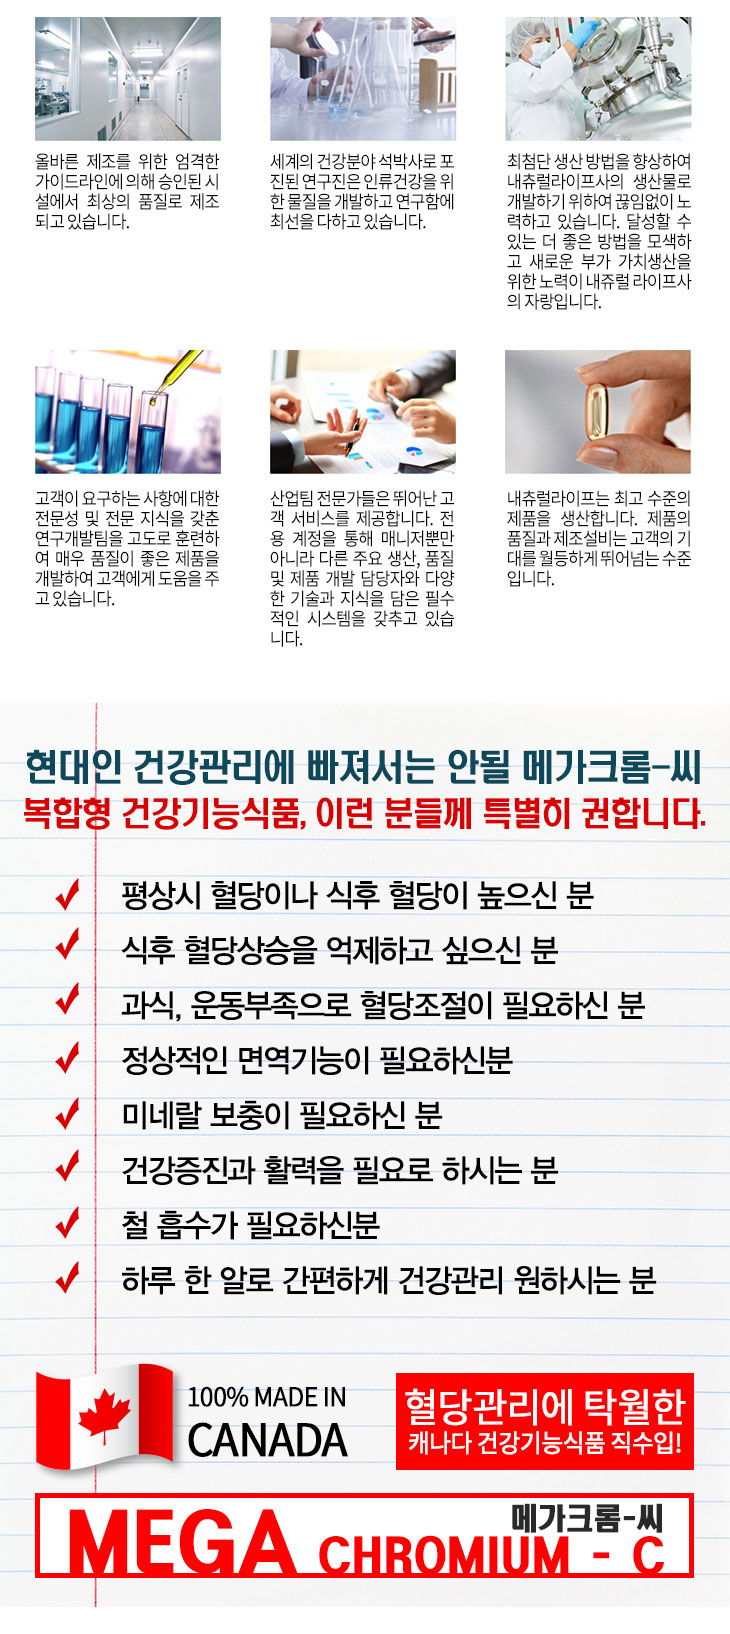 올바른 제조를 위한 엄격한
가이드라인에 의해 승인된 시
설에서 최상의 품질로 제조
되고 있습니다.
세계의 건강분야 석박사로 포
진된 연구진은 인류건강을 위
한 물질을 개발하고 연구함에
최선을 다하고 있습니다.
최첨단 생산 방법을 향상하여
내츄럴라이프사의 생산물로
개발하기 위하여 끊임없이 노
력하고 있습니다. 달성할 수
있는 더 좋은 방법을 모색하
고 새로운 부가 가치생산을
위한 노력이 내쥬럴 라이프사
의 자랑입니다.
고객이 요구하는 사항에 대한
전문성 및 전문 지식을 갖춘
연구개발팀을 고도로 훈련하
여 매우 품질이 좋은 제품을
개발하여 고객에게 도움을 주
고 있습니다.
산업팀 전문가들은 뛰어난 고
객 서비스를 제공합니다. 전
용 계정을 통해 매니저뿐만
아니라 다른 주요 생산, 품질
및 제품 개발 담당자와 다양
한 기술과 지식을 담은 필수
적인 시스템을 갖추고 있습
니다.
내츄럴라이프는 최고 수준의
제품을 생산합니다. 제품의
품질과 제조설비는 고객의 기
대를 월등하게 뛰어넘는 수준
입니다.
현대인 건강관리에 빠져서는 안될 메가크롬-씨
복합형 건강기능식품, 이런 분들께 특별히 권합니다.
평상시 혈당이나 식후 혈당이 높으신 분
식후 혈당상승을 억제하고 싶으신 분
과식, 운동부족으로 혈당조절이 필요하신 분
정상적인 면역기능이 필요하신분
미네랄 보충이 필요하신 분
건강증진과 활력을 필요로 하시는 분
철 흡수가 필요하신분
하루 한 알로 간편하게 건강관리 원하시는 분
100% MADE IN
CANADA
혈당관리에 탁월한
캐나다 건강기능식품 직수입!
메가크롬-씨
MEGA CHROMIUM - C